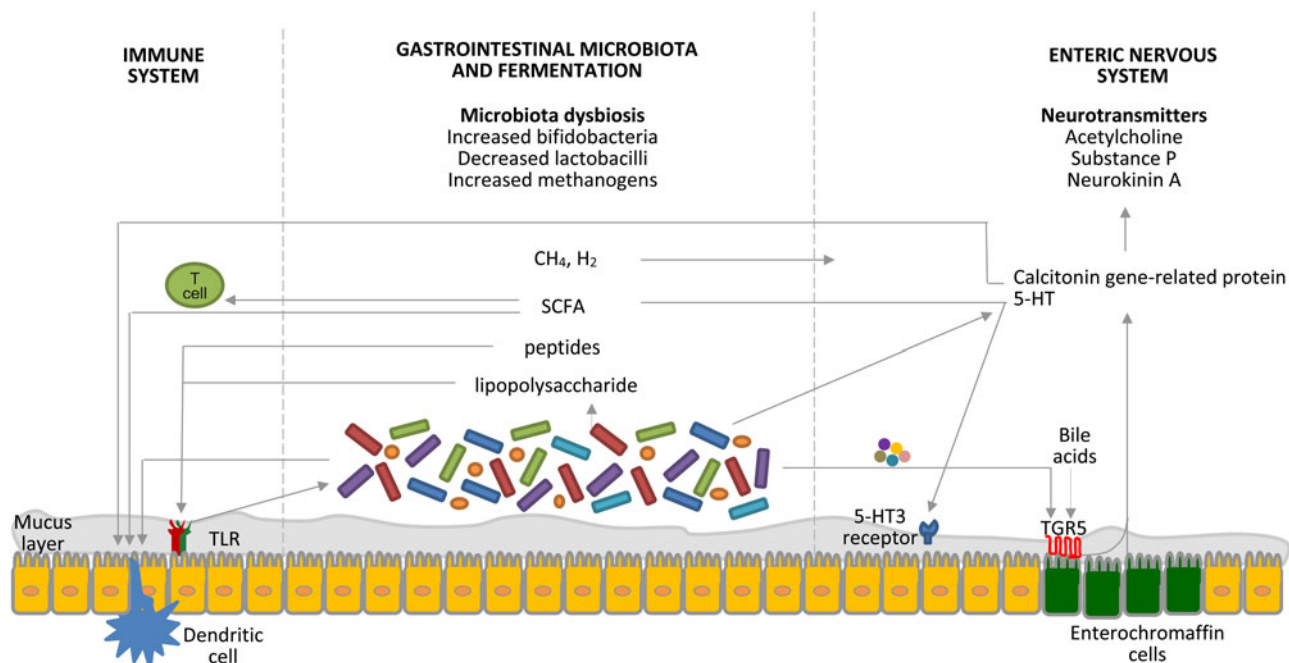 IMMUNE
SYSTEM
GASTROINTESTINAL MICROBIOTA
AND FERMENTATION
Microbiota dysbiosis
Increased bifidobacteria
Decreased lactobacilli
Increased methanogens
ENTERIC NERVOUS
SYSTEM
Neurotransmitters
Acetylcholine
Substance P
Neurokinin A
CH₄, H₂
T
cell
SCFA
Calcitonin gene-related protein
5-HT
peptides
lipopolysaccharide
Bile
acids
Mucus
layer
TLR
5-HT3
receptor
TGR5
Dendritic
cell
Enterochromaffin
cells